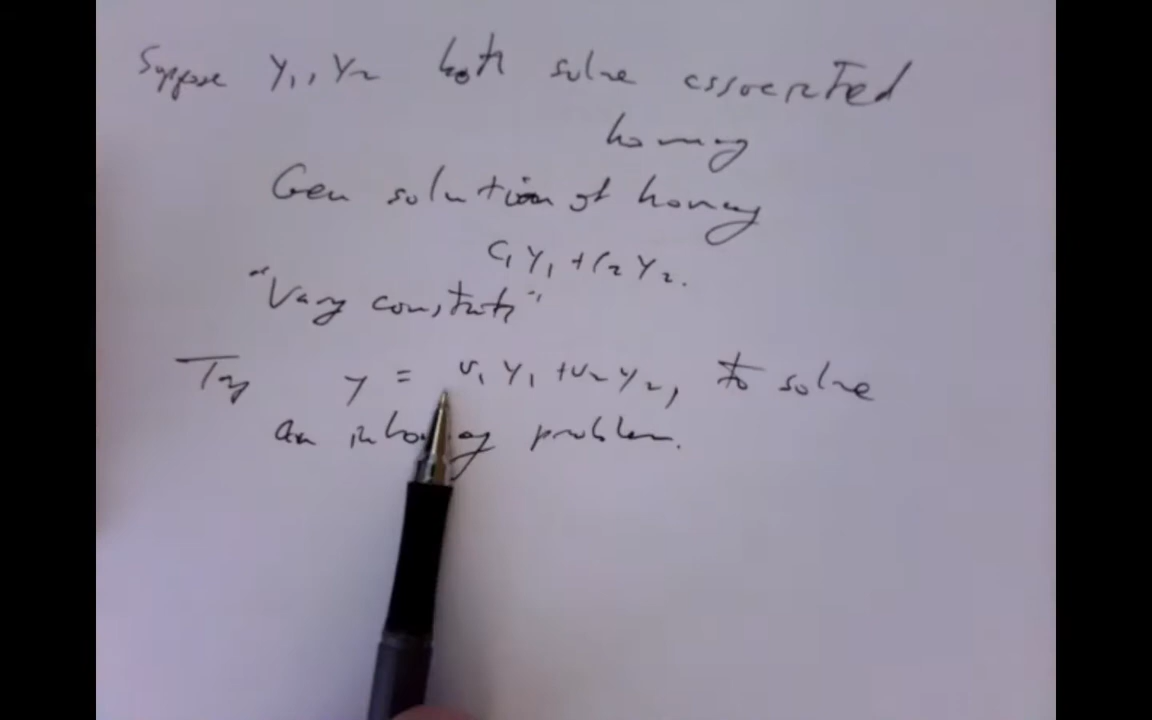 Suppose y₁, y₂ both solve associated
homog
Gen solution of homog
c₁y₁ + c₂y₂.
"Vary constants"
Try y = v₁y₁ + v₂y₂, to solve
an inhomog problem.